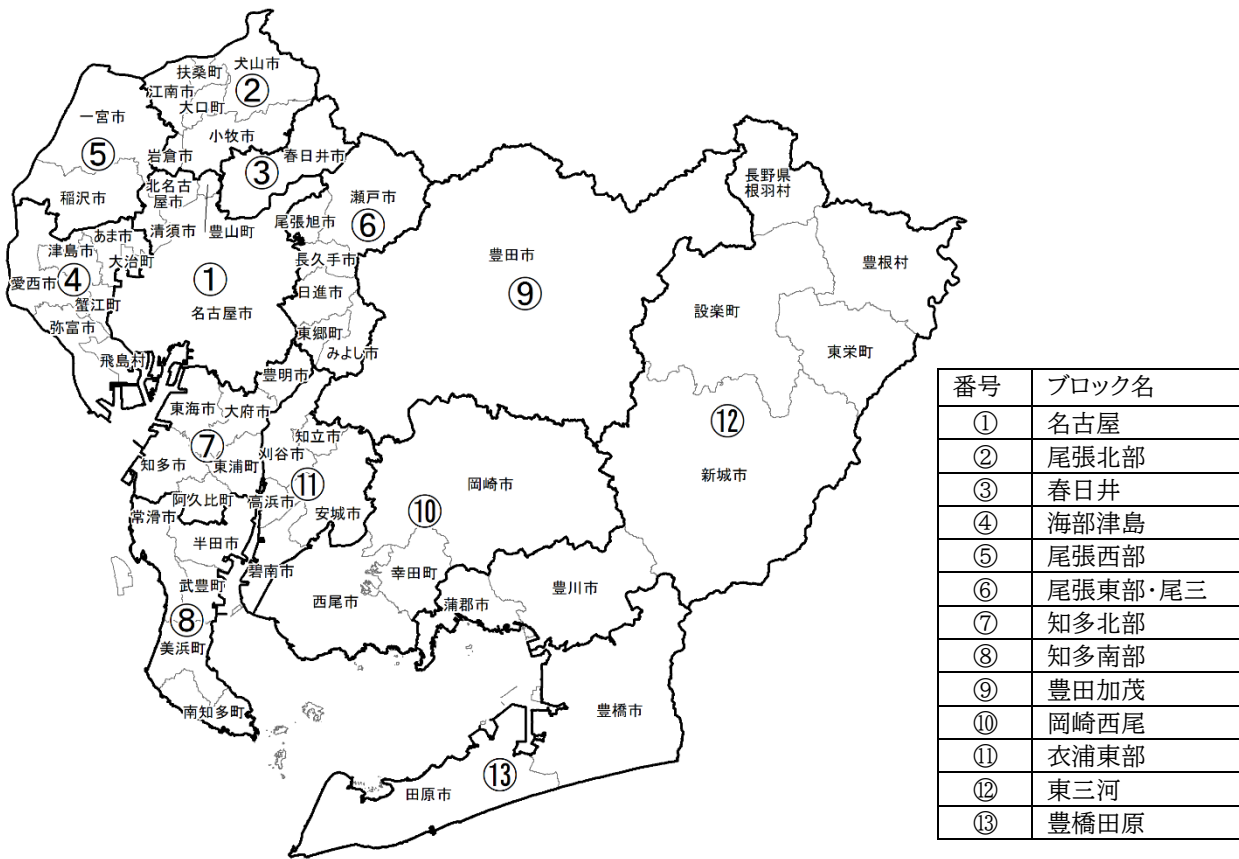 扶桑町
犬山市
江南市
②
大口町
一宮市
小牧市
⑤
岩倉市
③
春日井市
長野県
根羽村
稲沢市
北名古
屋市
瀬戸市
⑥
尾張旭市
あま市
清須市
豊山町
津島市
大治町
長久手市
豊田市
豊根村
④
①
愛西市
日進市
⑨
蟹江町
名古屋市
設楽町
弥富市
東郷町
みよし市
東栄町
飛島村
豊明市
東海市
大府市
⑫
知立市
⑦
刈谷市
知多市
東浦町
新城市
岡崎市
⑪
阿久比町
高浜市
常滑市
安城市
⑩
半田市
碧南市
幸田町
武豊町
西尾市
蒲郡市
豊川市
⑧
美浜町
南知多町
豊橋市
⑬
田原市
番号 ブロック名
① 名古屋
② 尾張北部
③ 春日井
④ 海部津島
⑤ 尾張西部
⑥ 尾張東部・尾三
⑦ 知多北部
⑧ 知多南部
⑨ 豊田加茂
⑩ 岡崎西尾
⑪ 衣浦東部
⑫ 東三河
⑬ 豊橋田原